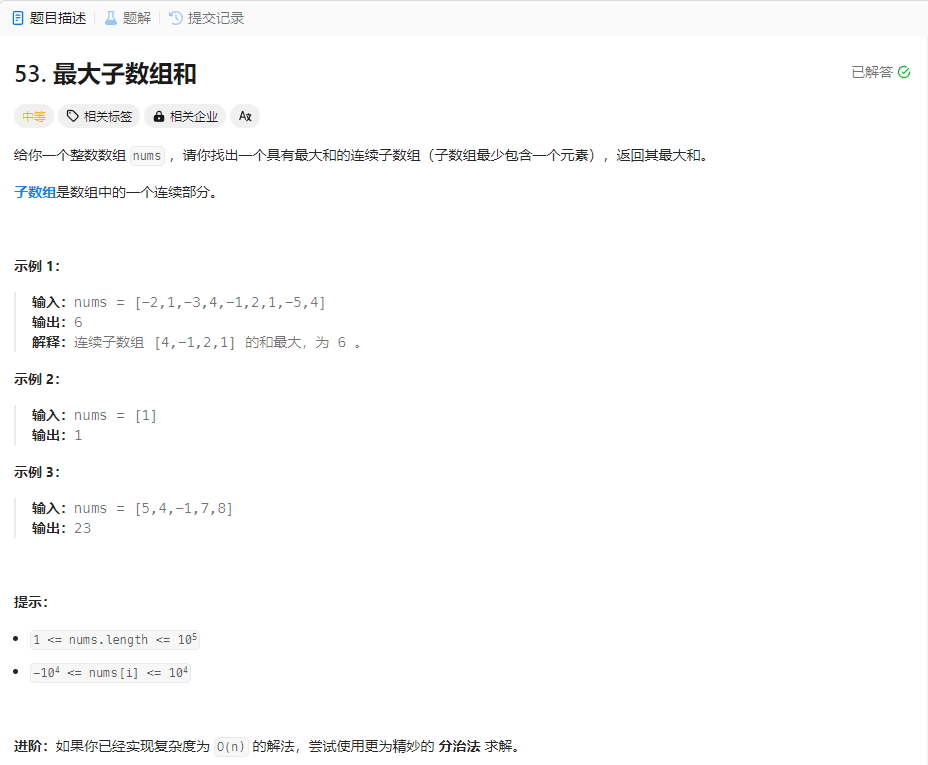 题目描述 | 题解 | 提交记录
53. 最大子数组和 已解答
中等 相关标签 相关企业 Ax
给你一个整数数组 nums ，请你找出一个具有最大和的连续子数组（子数组最少包含一个元素），返回其最大和。
子数组是数组中的一个连续部分。
示例 1：
输入：nums = [-2,1,-3,4,-1,2,1,-5,4]
输出：6
解释：连续子数组 [4,-1,2,1] 的和最大，为 6 。
示例 2：
输入：nums = [1]
输出：1
示例 3：
输入：nums = [5,4,-1,7,8]
输出：23
提示：
• 1 <= nums.length <= 10⁵
• -10⁴ <= nums[i] <= 10⁴
进阶：如果你已经实现复杂度为 O(n) 的解法，尝试使用更为精妙的 分治法 求解。